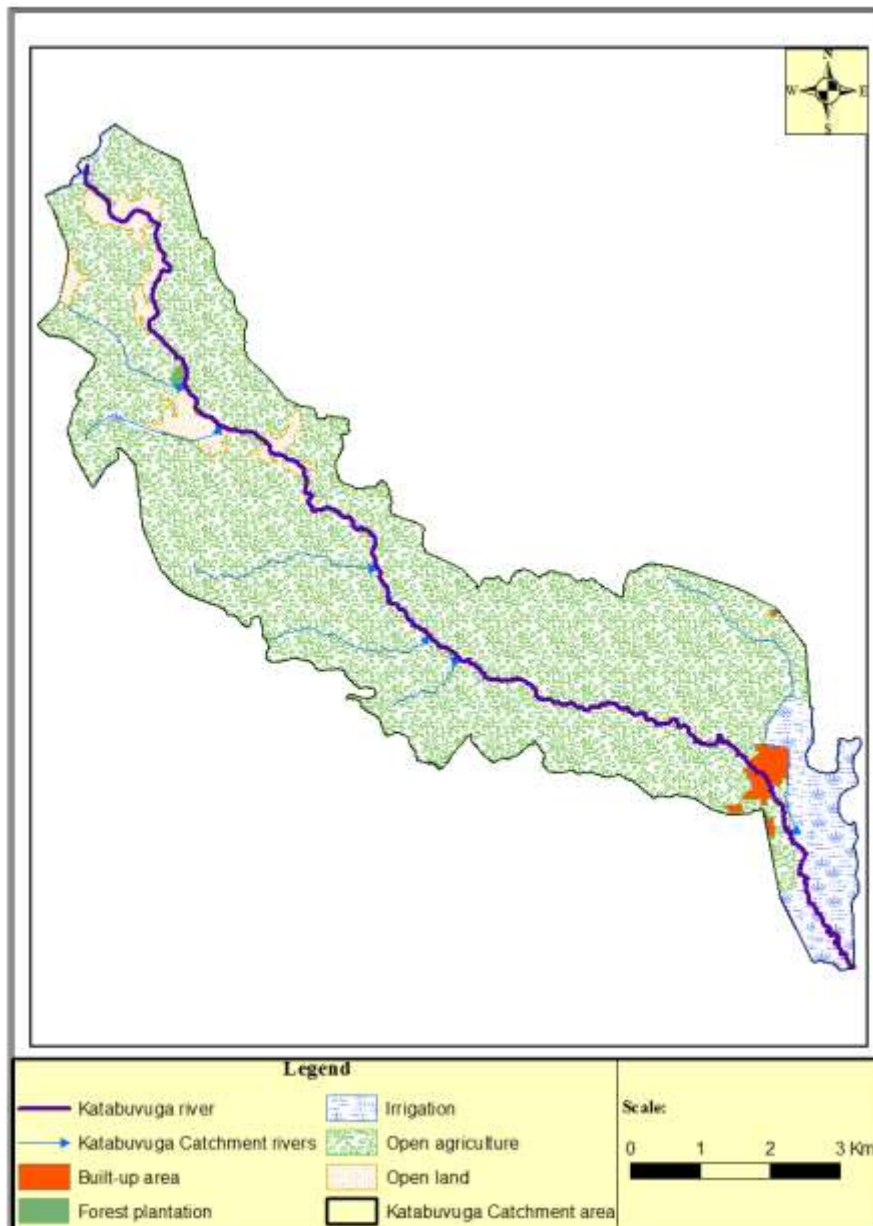 N
W E
S
Legend
Katabuvuga river
Katabuvuga Catchment rivers
Built-up area
Forest plantation
Irrigation
Open agriculture
Open land
Katabuvuga Catchment area
Scale:
0 1 2 3 Km